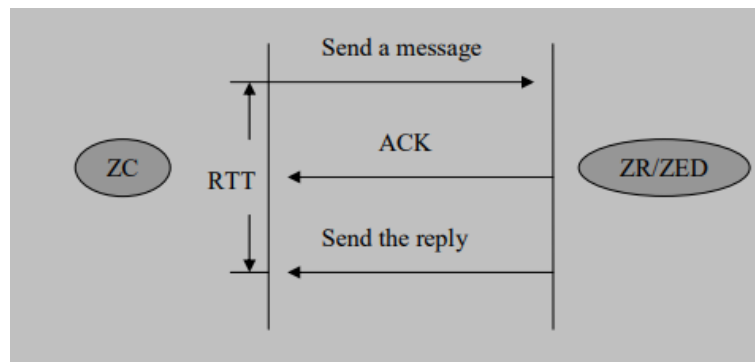 Send a message
ACK
ZC
RTT
ZR/ZED
Send the reply